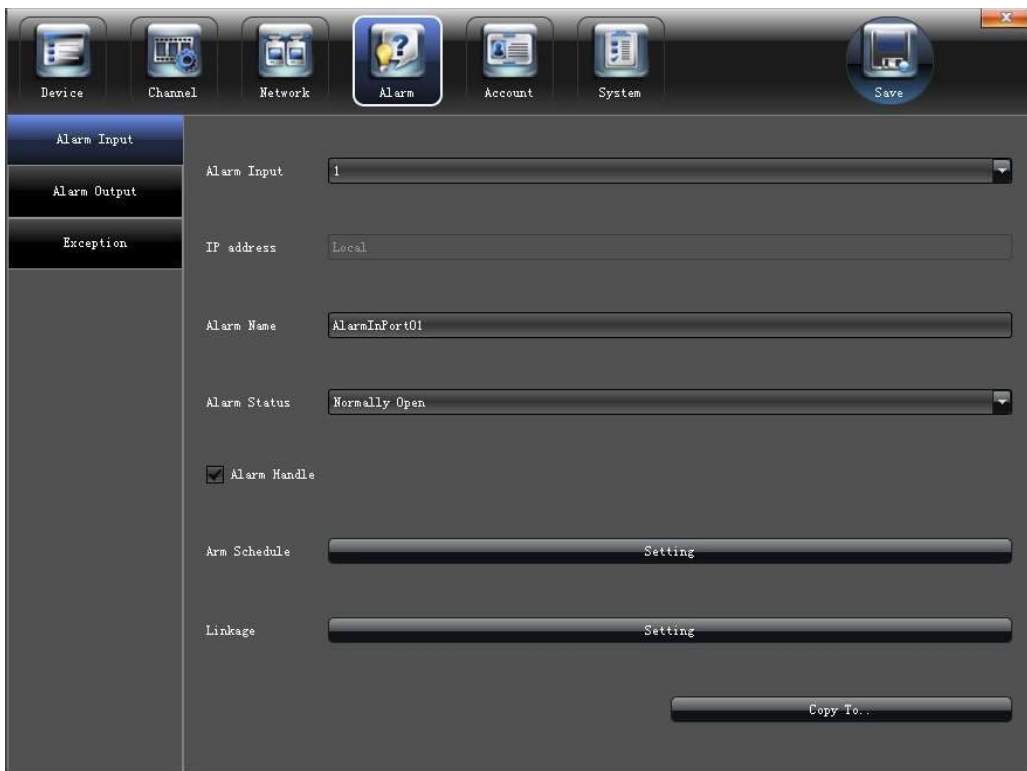 Device
Channel
Network
Alarm
Account
System
Save
Alarm Input
Alarm Output
Exception
Alarm Input
1
IP address
Local
Alarm Name
AlarmInPort01
Alarm Status
Normally Open
Alarm Handle
Arm Schedule
Setting
Linkage
Setting
Copy To..